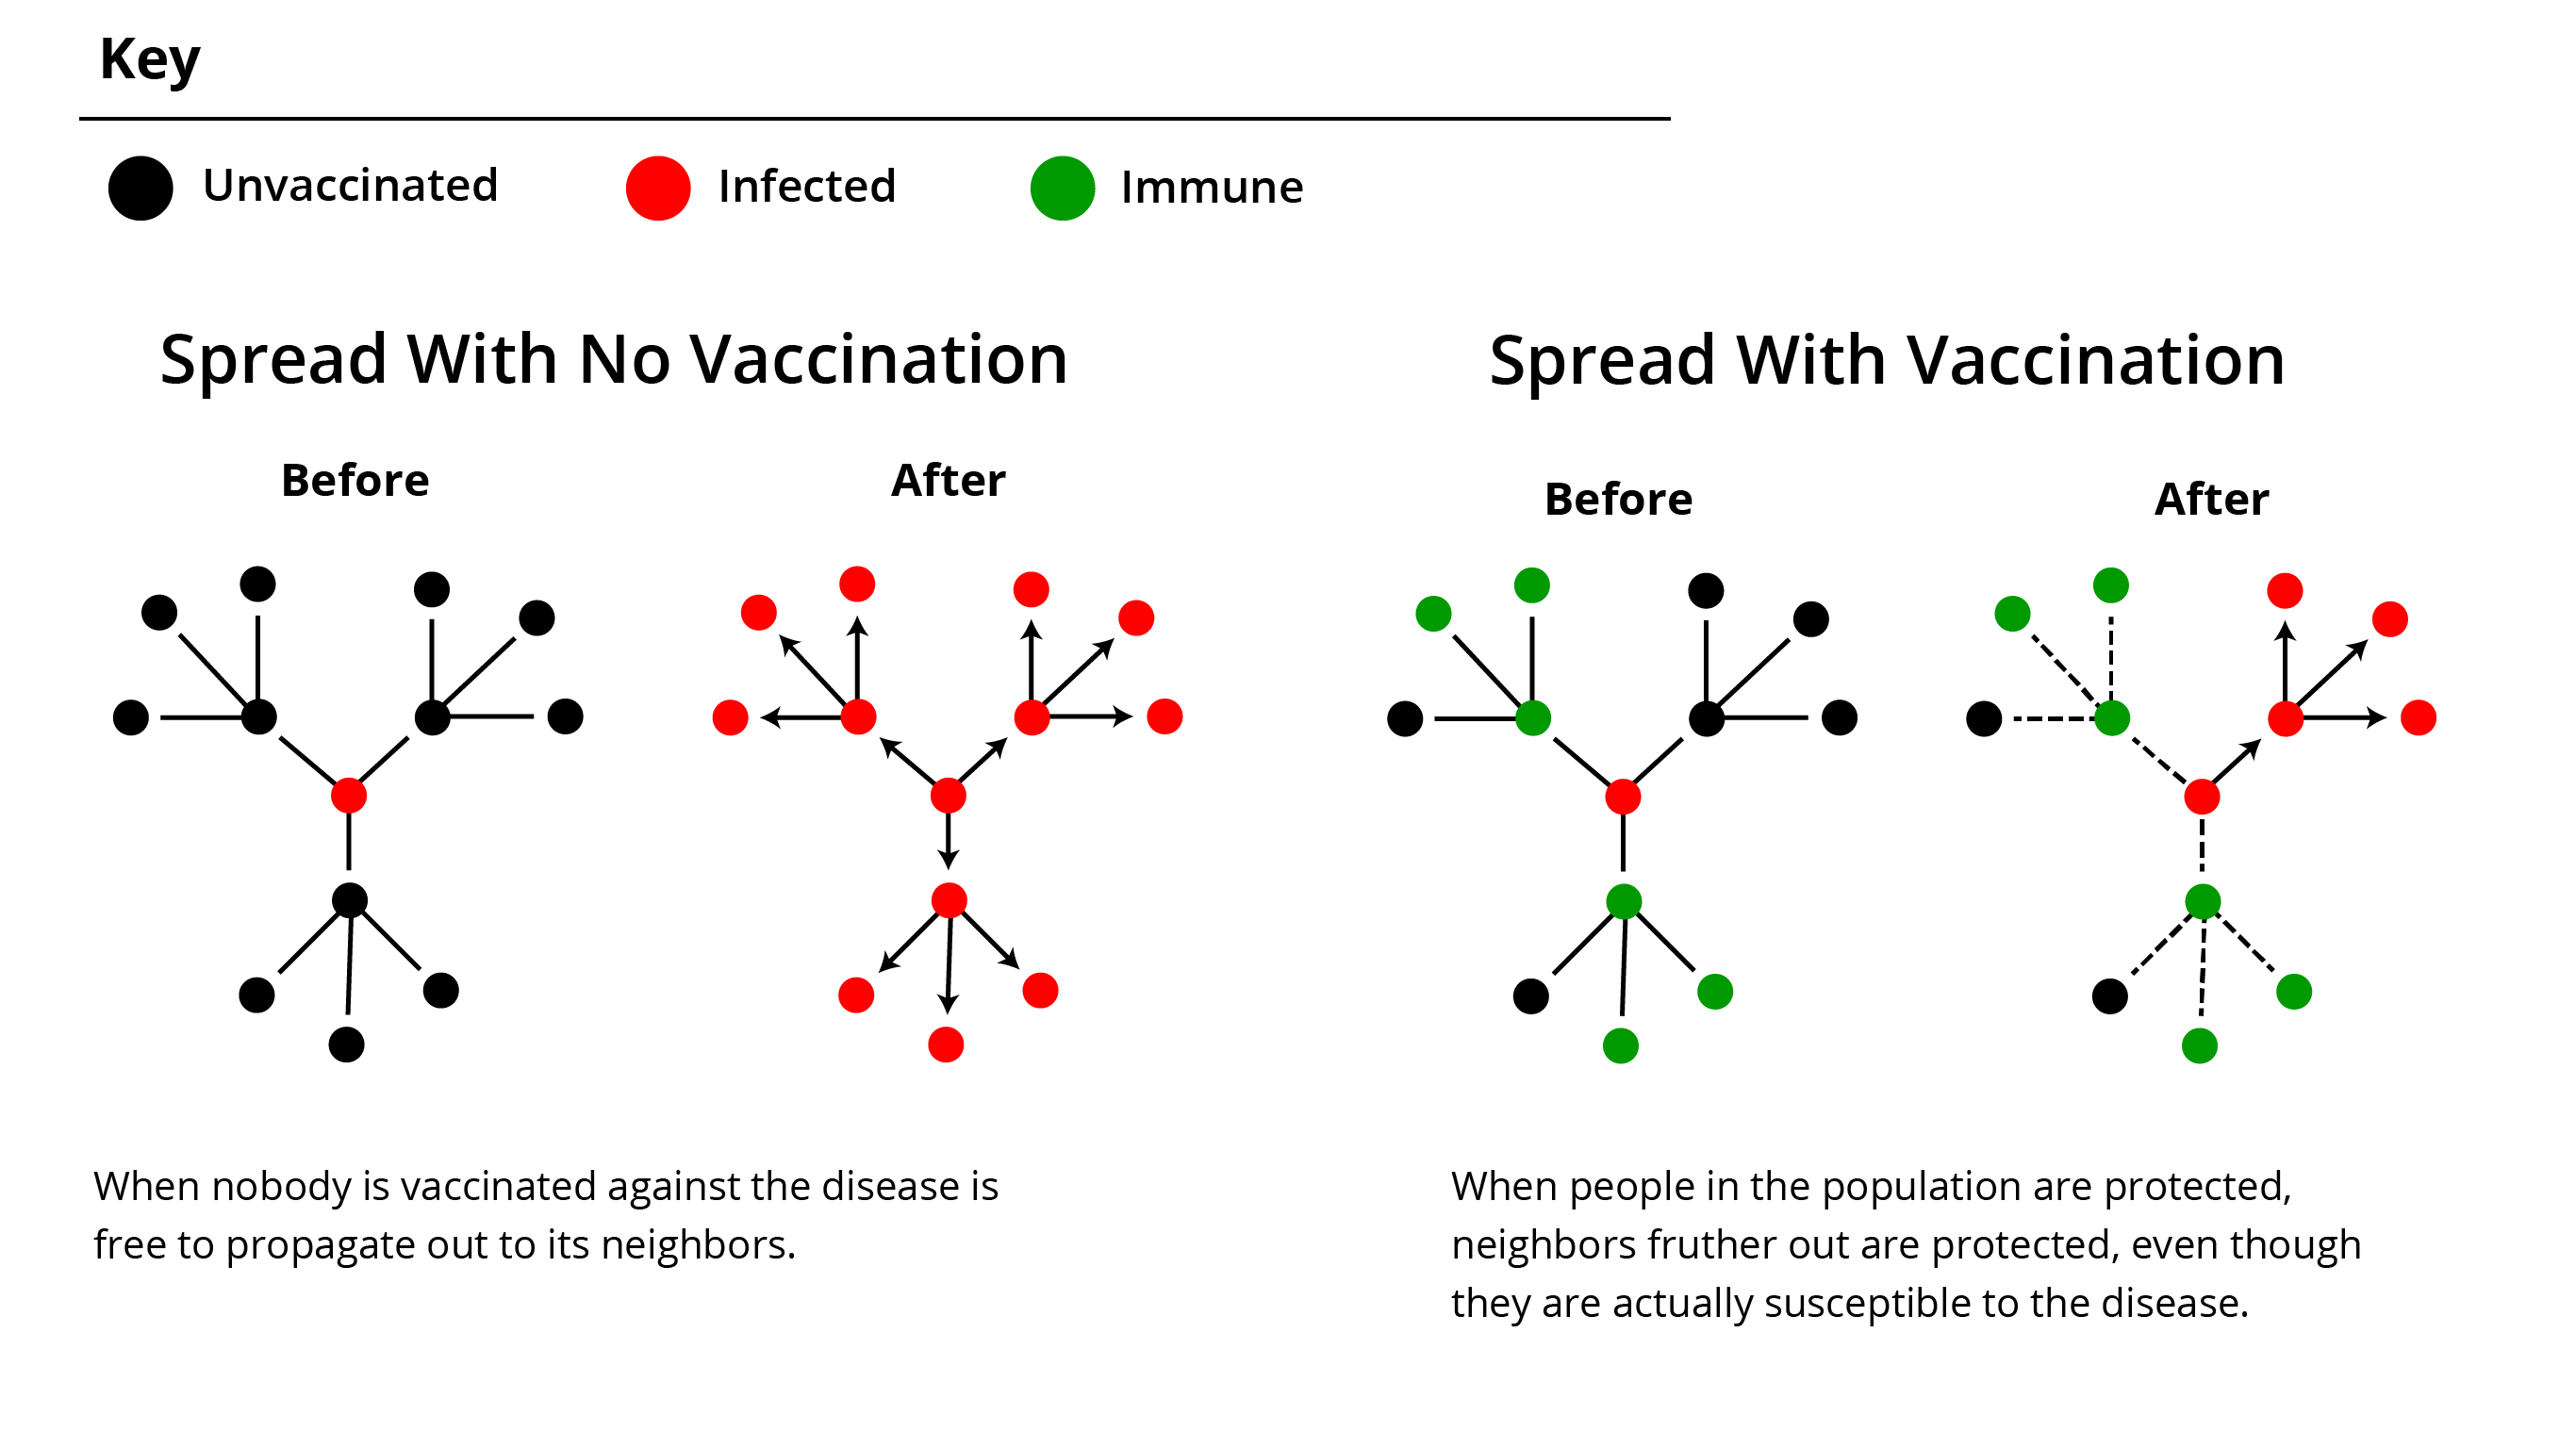 Key
Unvaccinated
Infected
Immune
Spread With No Vaccination
Before
After
When nobody is vaccinated against the disease is
free to propagate out to its neighbors.
Spread With Vaccination
Before
After
When people in the population are protected,
neighbors fruther out are protected, even though
they are actually susceptible to the disease.